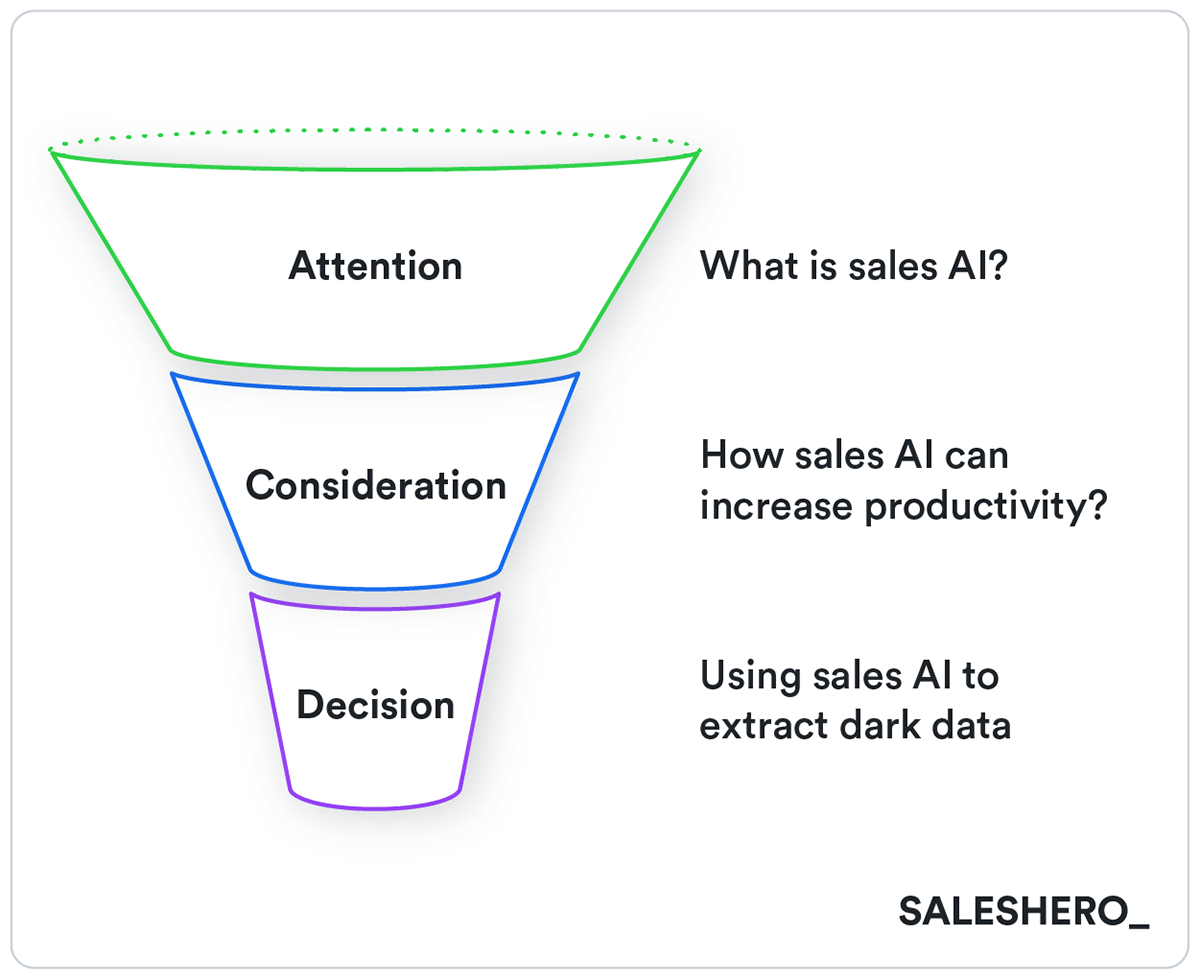 Attention
What is sales AI?
Consideration
How sales AI can
increase productivity?
Decision
Using sales AI to
extract dark data
SALESHERO_